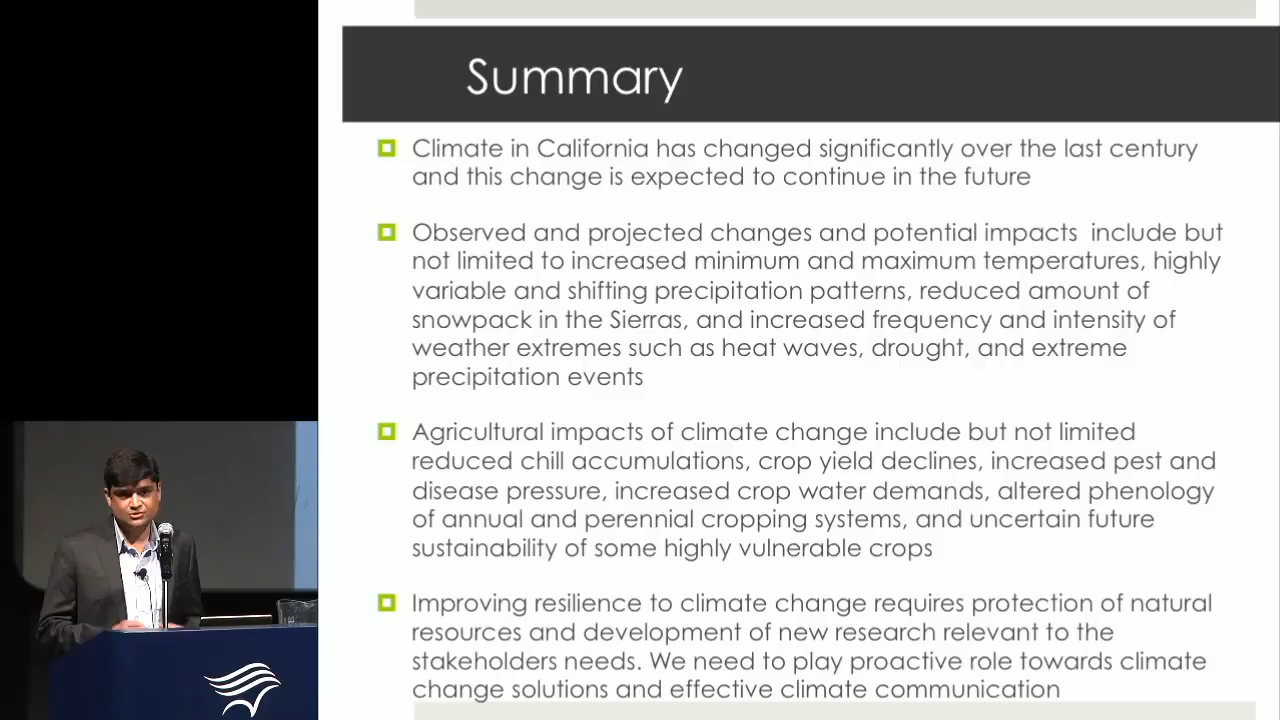 Summary
Climate in California has changed significantly over the last century
and this change is expected to continue in the future
Observed and projected changes and potential impacts  include but
not limited to increased minimum and maximum temperatures, highly
variable and shifting precipitation patterns, reduced amount of
snowpack in the Sierras, and increased frequency and intensity of
weather extremes such as heat waves, drought, and extreme
precipitation events
Agricultural impacts of climate change include but not limited
reduced chill accumulations, crop yield declines, increased pest and
disease pressure, increased crop water demands, altered phenology
of annual and perennial cropping systems, and uncertain future
sustainability of some highly vulnerable crops
Improving resilience to climate change requires protection of natural
resources and development of new research relevant to the
stakeholders needs. We need to play proactive role towards climate
change solutions and effective climate communication